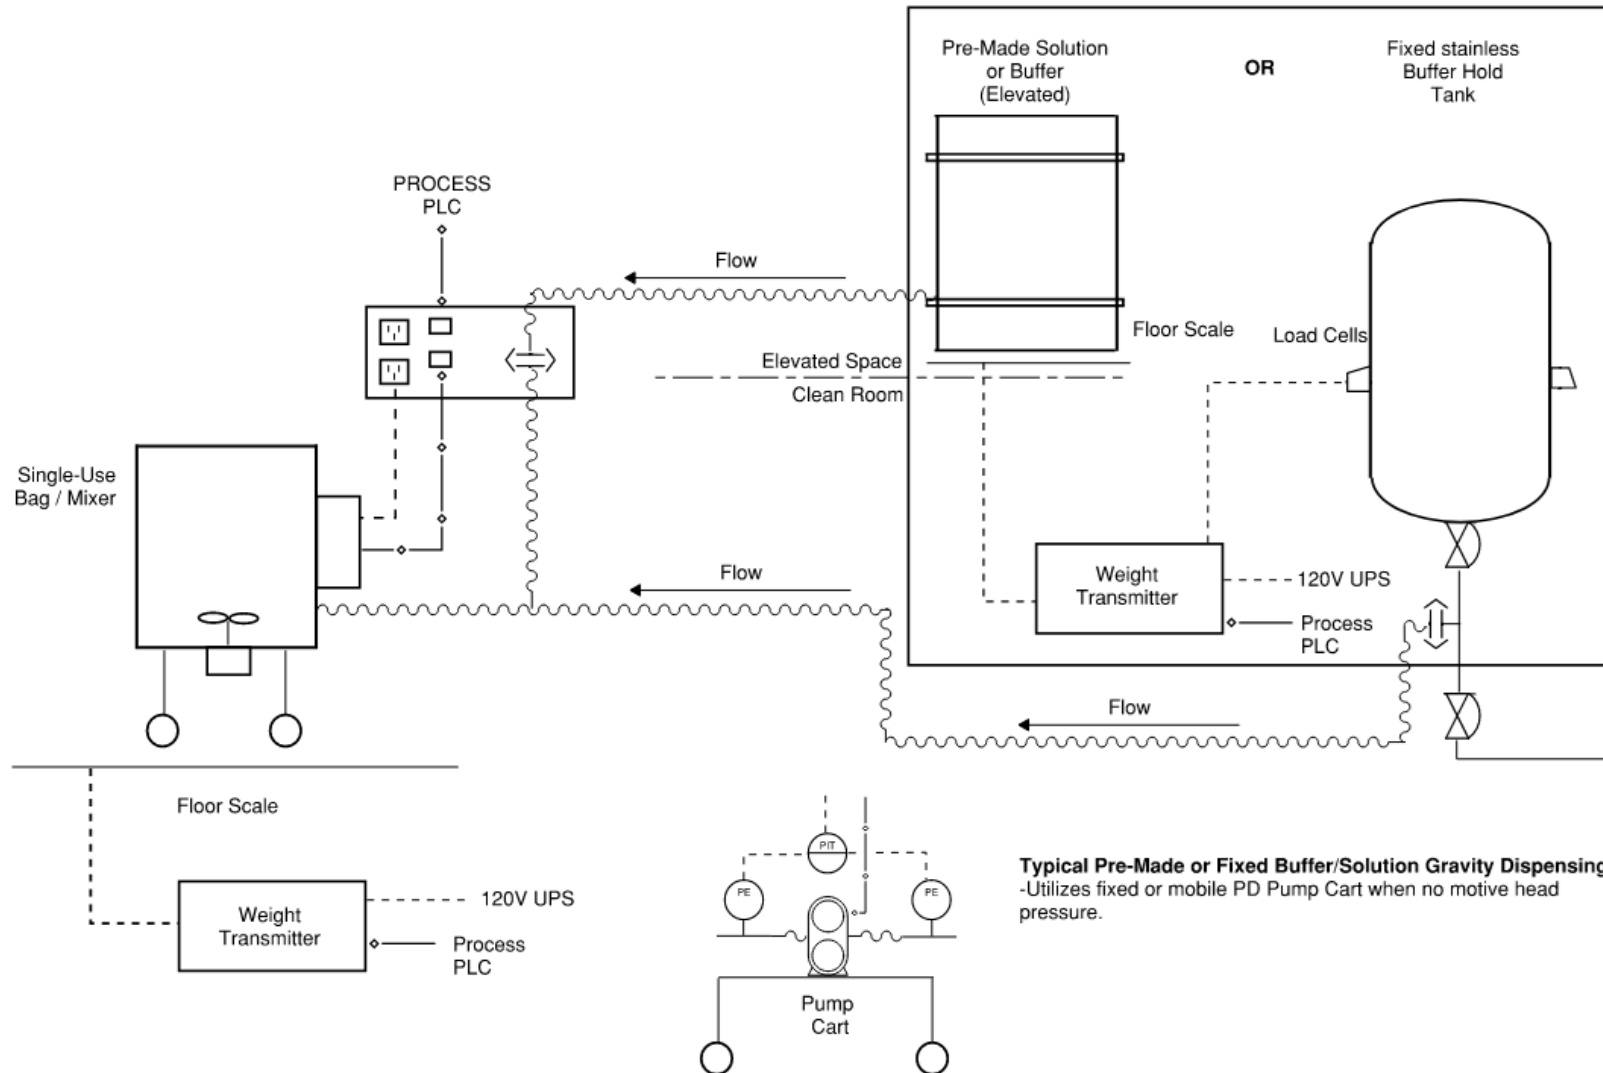 Pre-Made Solution
or Buffer
(Elevated)
OR
Fixed stainless
Buffer Hold
Tank
PROCESS
PLC
Flow
Floor Scale
Load Cells
Elevated Space
Clean Room
Single-Use
Bag / Mixer
Flow
Weight
Transmitter
120V UPS
Process
PLC
Flow
Floor Scale
Weight
Transmitter
120V UPS
Process
PLC
PIT
PE
PE
Pump
Cart
Typical Pre-Made or Fixed Buffer/Solution Gravity Dispensing
-Utilizes fixed or mobile PD Pump Cart when no motive head
pressure.